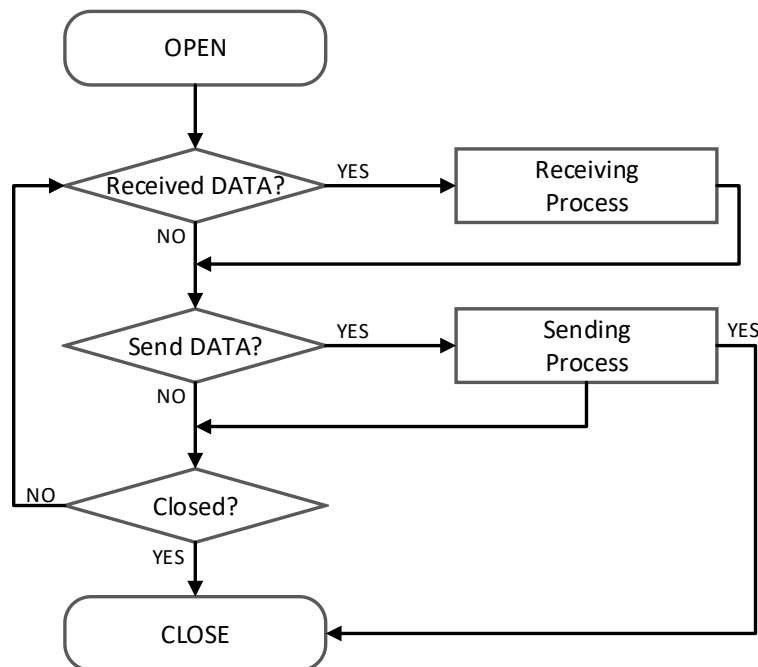 OPEN
Received DATA?
YES
Receiving
Process
NO
Send DATA?
YES
Sending
Process
YES
NO
Closed?
NO
YES
CLOSE